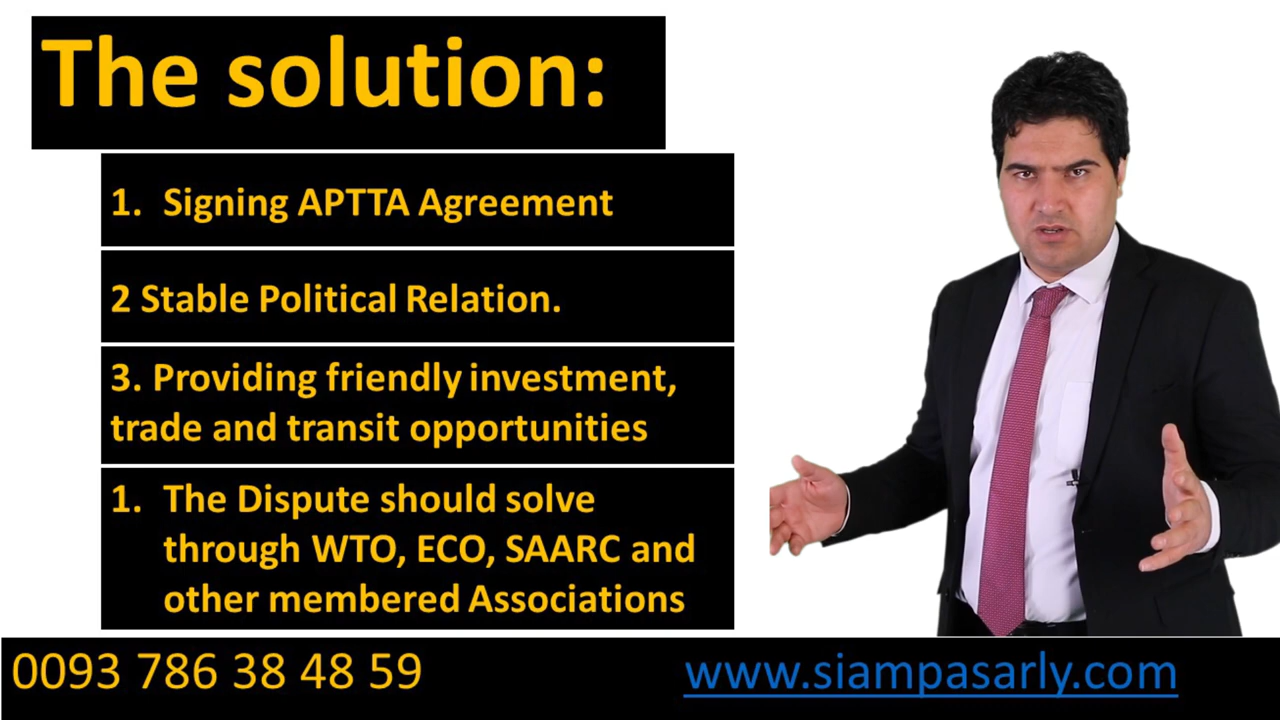 The solution:
1. Signing APTTA Agreement
2 Stable Political Relation.
3. Providing friendly investment,
trade and transit opportunities
1. The Dispute should solve
through WTO, ECO, SAARC and
other membered Associations
0093 786 38 48 59
www.siampasarly.com